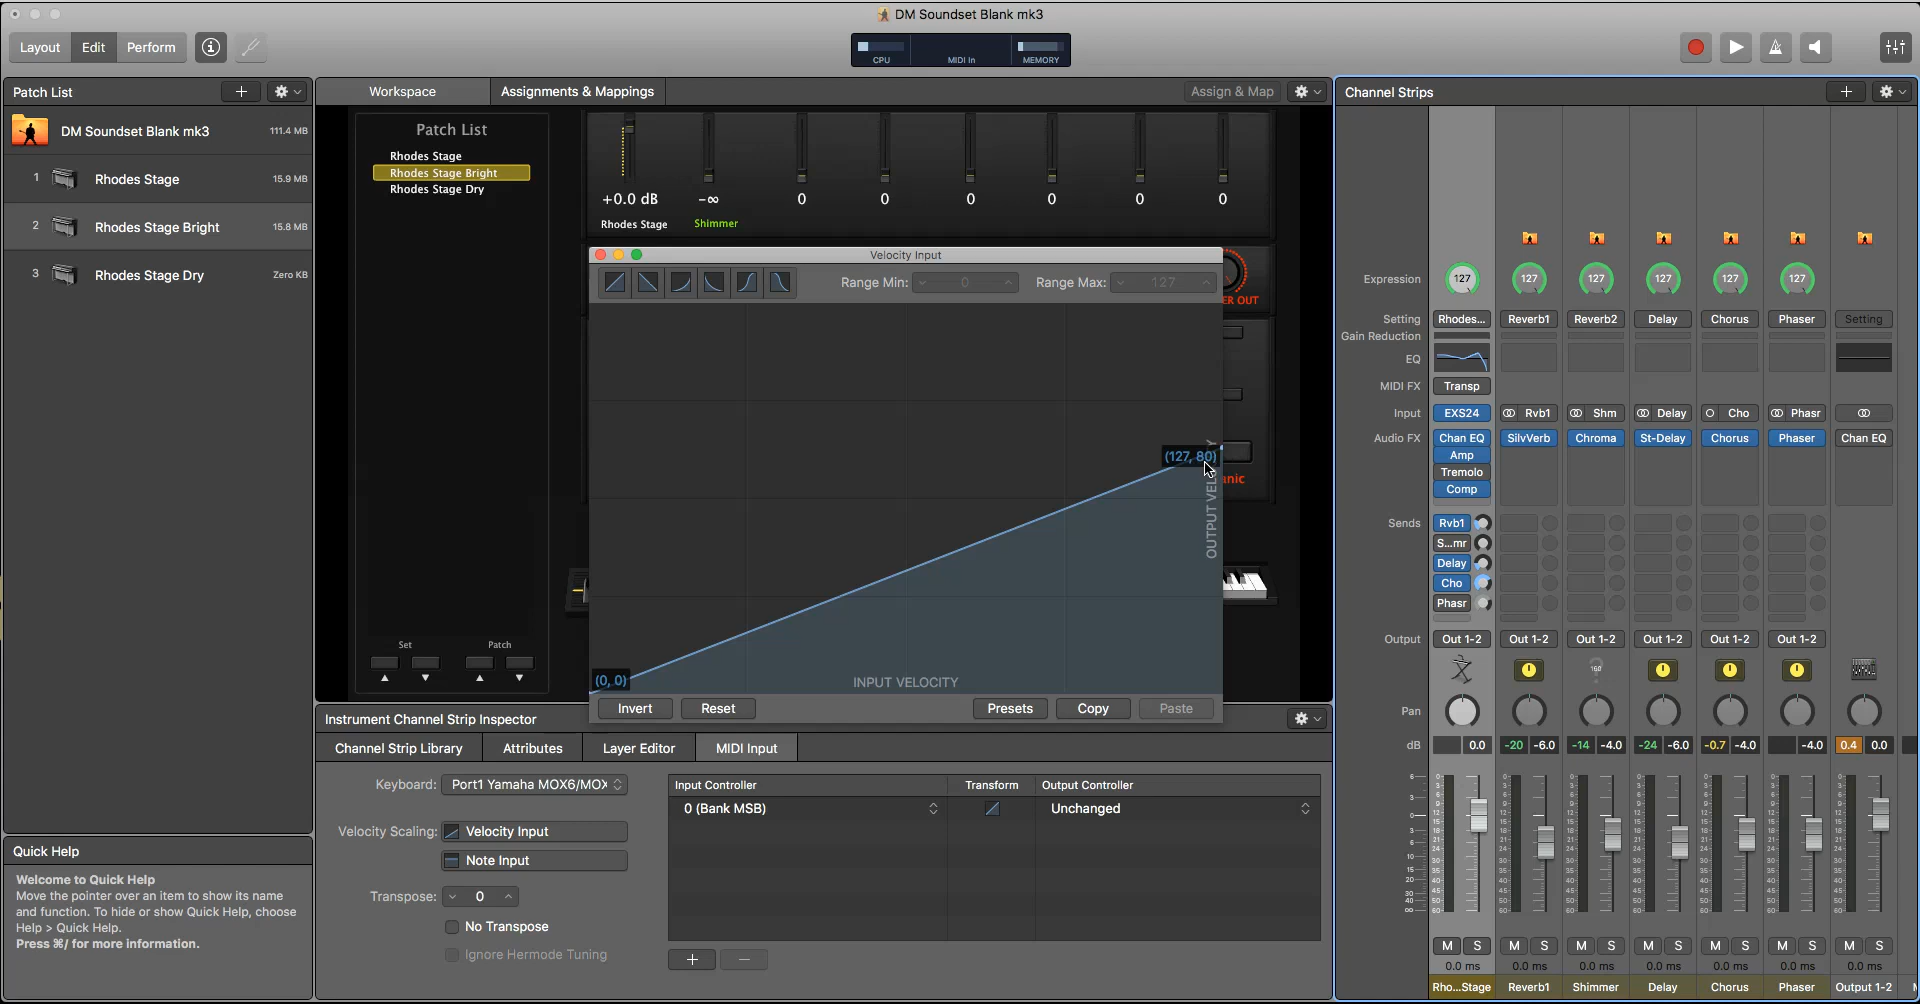 DM Soundset Blank mk3
Layout Edit Perform
CPU MIDI In MEMORY
Patch List
DM Soundset Blank mk3 111.4 MB
1 Rhodes Stage 15.9 MB
2 Rhodes Stage Bright 15.8 MB
3 Rhodes Stage Dry Zero KB
Workspace Assignments & Mappings Assign & Map
Patch List
Rhodes Stage
Rhodes Stage Bright
Rhodes Stage Dry
Set Patch
+0.0 dB -∞ 0 0 0 0 0 0
Rhodes Stage Shimmer
ER OUT
nic
Velocity Input
Range Min: 0 Range Max: 127
(127, 80)
OUTPUT VELOCITY
(0, 0)
INPUT VELOCITY
Invert Reset Presets Copy Paste
Instrument Channel Strip Inspector
Channel Strip Library Attributes Layer Editor MIDI Input
Keyboard: Port1 Yamaha MOX6/MOX
Velocity Scaling: Velocity Input
Note Input
Transpose: 0
No Transpose
Ignore Hermode Tuning
Input Controller Transform Output Controller
0 (Bank MSB) Unchanged
+ −
Quick Help
Welcome to Quick Help
Move the pointer over an item to show its name
and function. To hide or show Quick Help, choose
Help > Quick Help.
Press ⌘/ for more information.
Channel Strips
Expression 127 127 127 127 127 127
Setting Rhodes... Reverb1 Reverb2 Delay Chorus Phaser Setting
Gain Reduction
EQ
MIDI FX Transp
Input EXS24 Rvb1 Shm Delay Cho Phasr
Audio FX Chan EQ SilvVerb Chroma St-Delay Chorus Phaser Chan EQ
Amp
Tremolo
Comp
Sends Rvb1
S...mr
Delay
Cho
Phasr
Output Out 1-2 Out 1-2 Out 1-2 Out 1-2 Out 1-2 Out 1-2
160
Pan
dB 0.0 -20 -6.0 -14 -4.0 -24 -6.0 -0.7 -4.0 -4.0 0.4 0.0
M S M S M S M S M S M S M S
0.0 ms 0.0 ms 0.0 ms 0.0 ms 0.0 ms 0.0 ms 0.0 ms
Rho...Stage Reverb1 Shimmer Delay Chorus Phaser Output 1-2